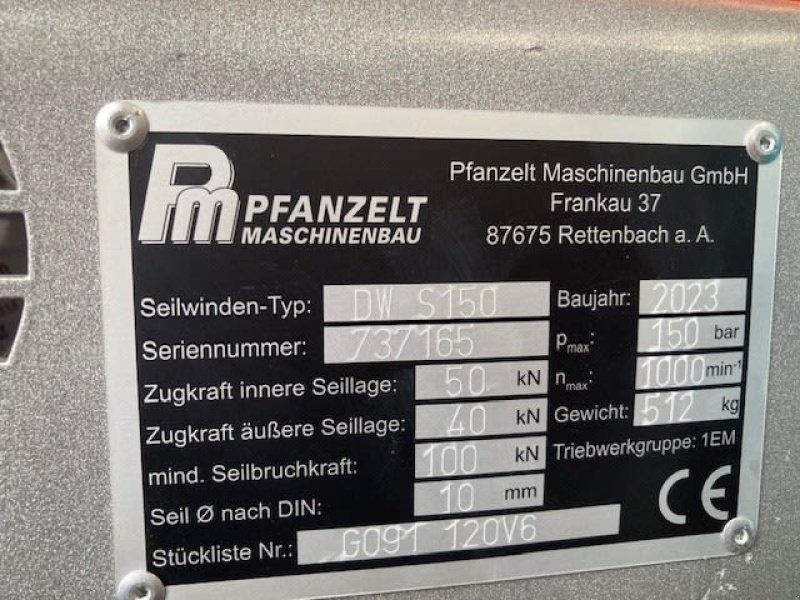 Pm PFANZELT
MASCHINENBAU
Pfanzelt Maschinenbau GmbH
Frankau 37
87675 Rettenbach a. A.
Seilwinden-Typ: DW S150
Seriennummer: 737165
Zugkraft innere Seillage: 50 kN
Zugkraft äußere Seillage: 40 kN
mind. Seilbruchkraft: 100 kN
Seil Ø nach DIN: 10 mm
Stückliste Nr.: G091 120V6
Baujahr: 2023
pmax: 150 bar
nmax: 1000 min-1
Gewicht: 512 kg
Triebwerkgruppe: 1EM
CE